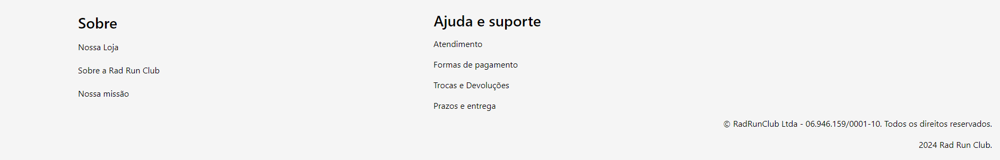 Sobre
Nossa Loja
Sobre a Rad Run Club
Nossa missão
Ajuda e suporte
Atendimento
Formas de pagamento
Trocas e Devoluções
Prazos e entrega
© RadRunClub Ltda - 06.946.159/0001-10. Todos os direitos reservados.
2024 Rad Run Club.